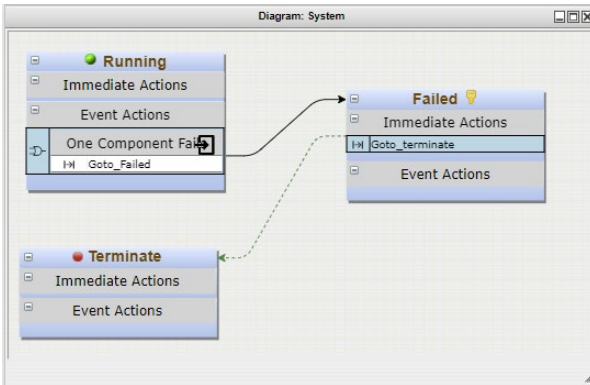 Diagram: System
Running
Immediate Actions
Event Actions
One Component Fail
Goto_Failed
Failed
Immediate Actions
Goto_terminate
Event Actions
Terminate
Immediate Actions
Event Actions